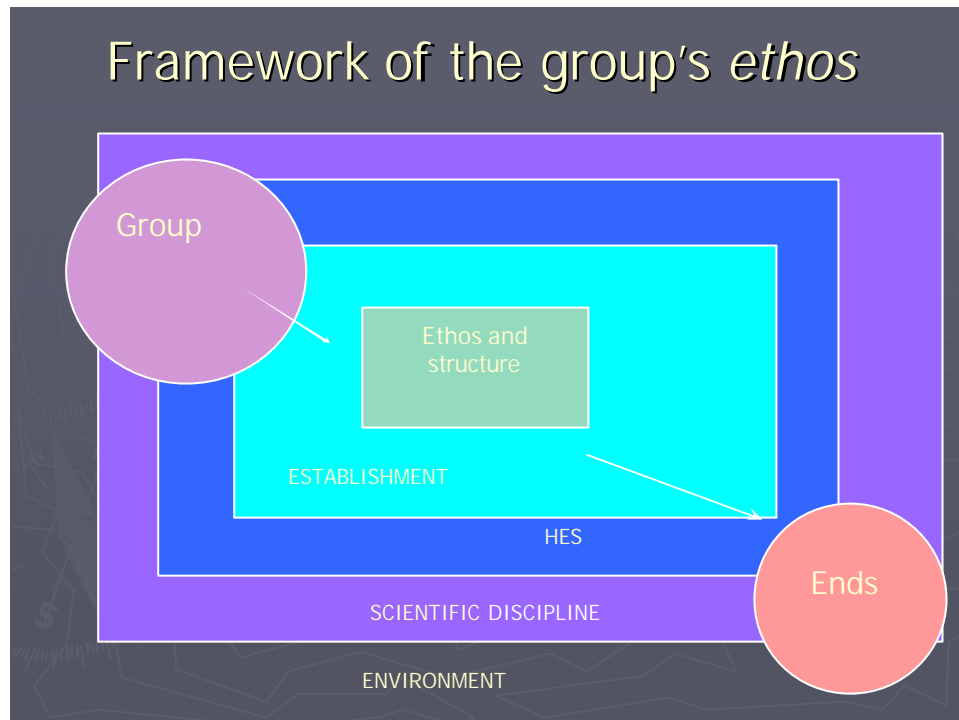 Framework of the group's ethos
Group
Ethos and
structure
ESTABLISHMENT
HES
Ends
SCIENTIFIC DISCIPLINE
ENVIRONMENT
S